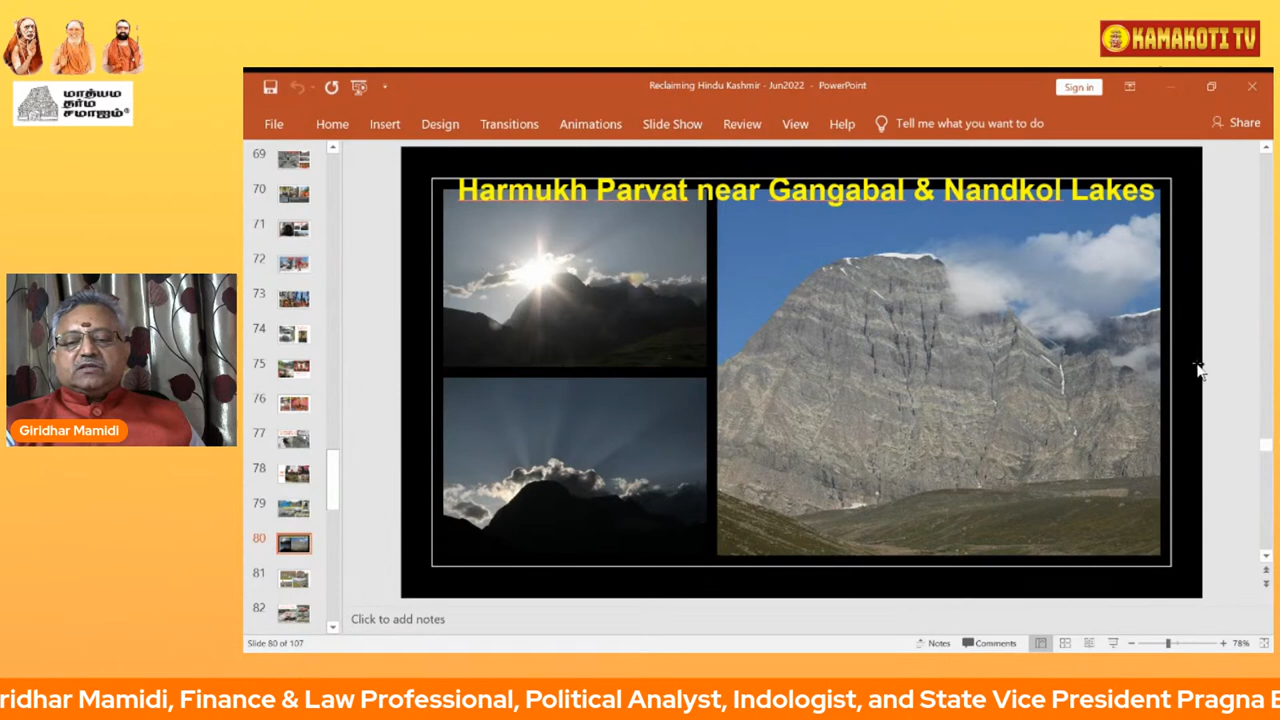 KAMAKOTI TV
மாத்யம
தர்ம
சமாஜம்®
Reclaiming Hindu Kashmir - Jun2022 - PowerPoint
Sign in
File Home Insert Design Transitions Animations Slide Show Review View Help Tell me what you want to do Share
69
70
71
72
73
74
75
76
77
78
79
80
81
82
Harmukh Parvat near Gangabal & Nandkol Lakes
Giridhar Mamidi
Click to add notes
Slide 80 of 107 Notes Comments 78%
ridhar Mamidi, Finance & Law Professional, Political Analyst, Indologist, and State Vice President Pragna